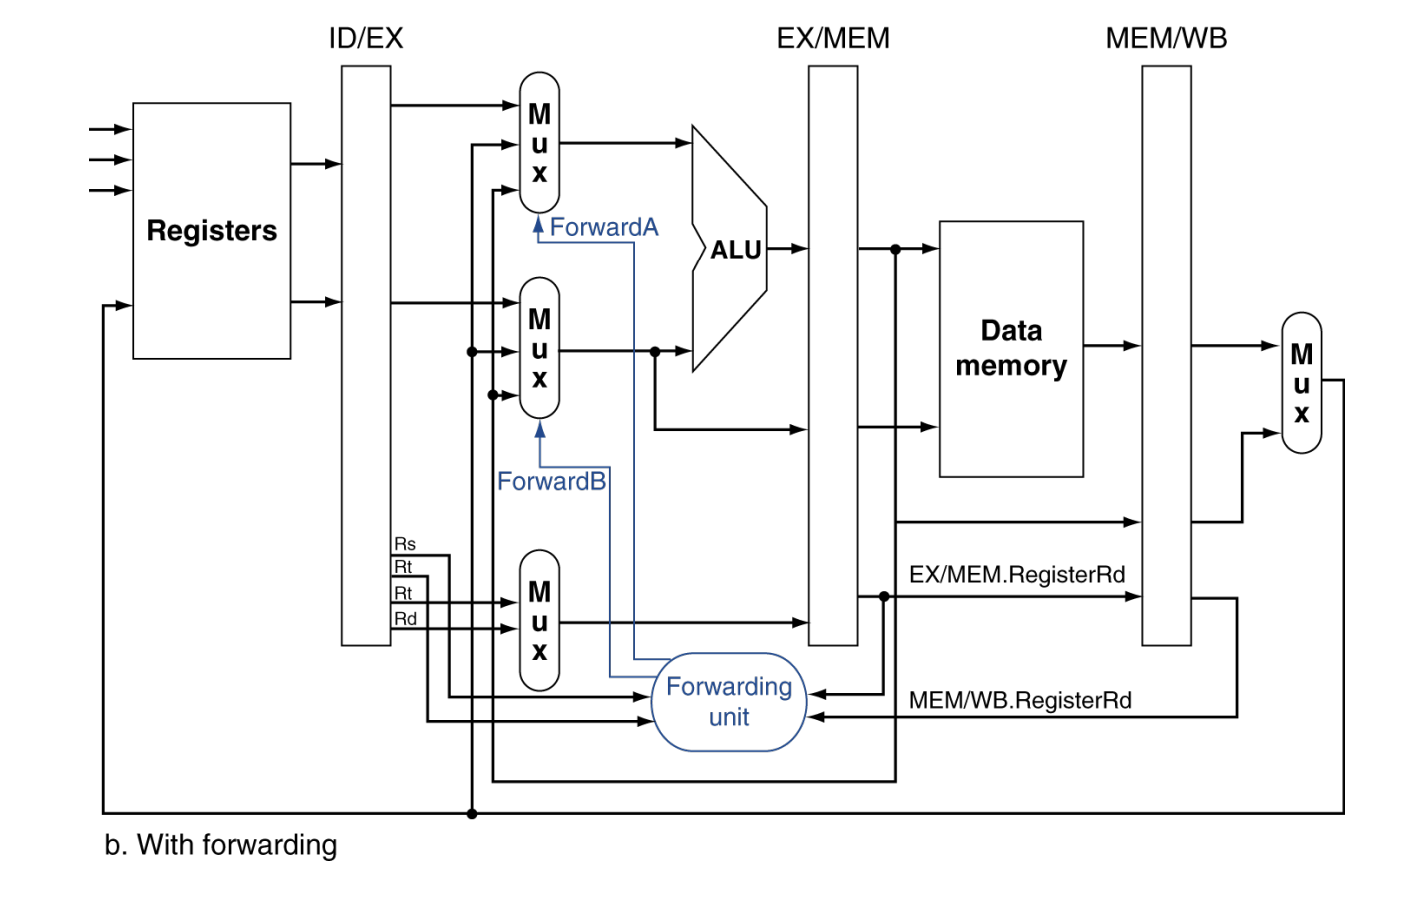 ID/EX
EX/MEM
MEM/WB
M
u
x
Registers
ForwardA
ALU
M
u
x
Data
memory
M
u
x
ForwardB
Rs
Rt
Rt
Rd
M
u
x
EX/MEM.RegisterRd
Forwarding
unit
MEM/WB.RegisterRd
b. With forwarding